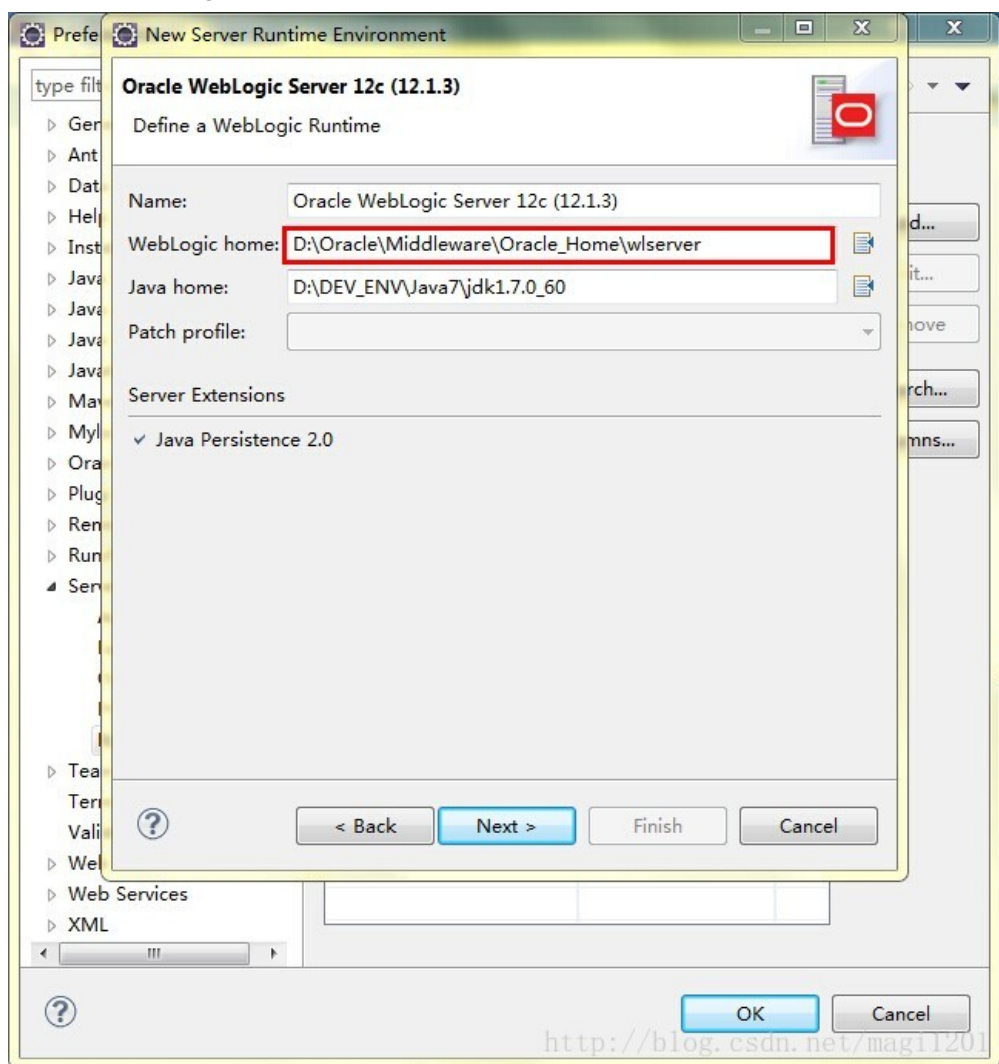 Prefe
New Server Runtime Environment
type filt
Oracle WebLogic Server 12c (12.1.3)
Define a WebLogic Runtime
Ger
Ant
Dat
Help
Inst
Java
Java
Java
Java
Mav
Myl
Ora
Plug
Ren
Run
Serv
Tea
Ter
Vali
Wel
Web Services
XML
Name:
Oracle WebLogic Server 12c (12.1.3)
WebLogic home:
D:\Oracle\Middleware\Oracle_Home\wlserver
Java home:
D:\DEV_ENV\Java7\jdk1.7.0_60
Patch profile:
Server Extensions
Java Persistence 2.0
d...
it...
nove
rch...
mns...
< Back
Next >
Finish
Cancel
OK
Cancel
http://blog.csdn.net/magi1201